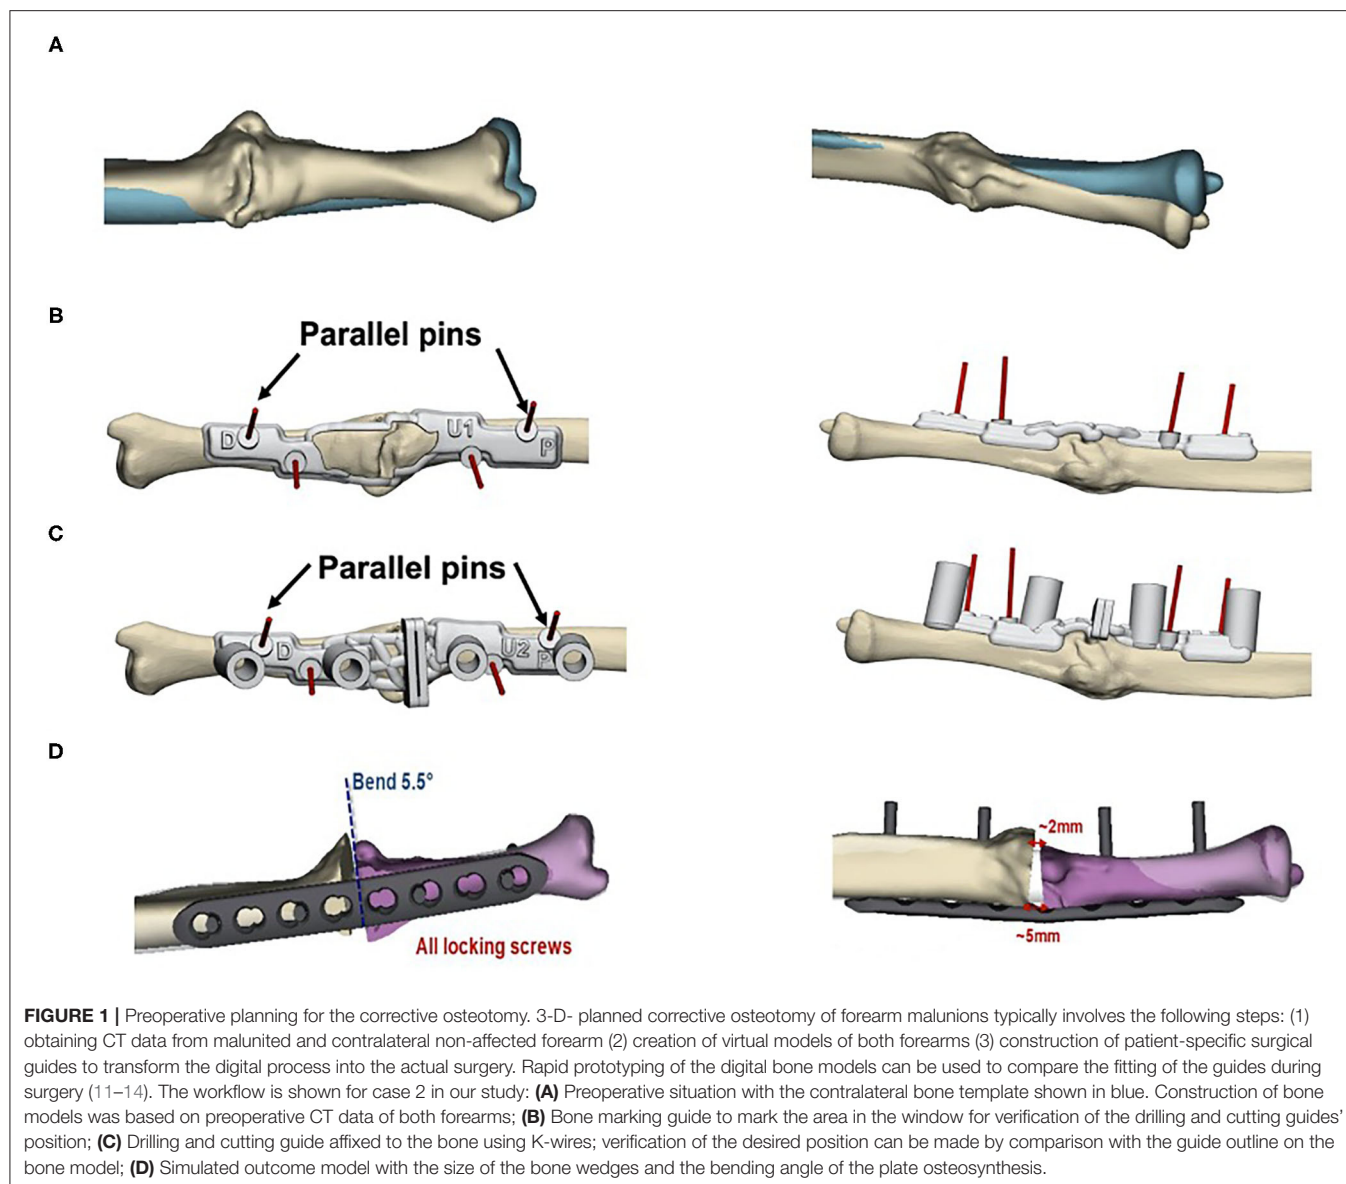 A
B
Parallel pins
D
U1
P
C
Parallel pins
D
U2
P
D
Bend 5.5°
~2mm
All locking screws
~5mm
FIGURE 1 | Preoperative planning for the corrective osteotomy. 3-D- planned corrective osteotomy of forearm malunions typically involves the following steps: (1)
obtaining CT data from malunited and contralateral non-affected forearm (2) creation of virtual models of both forearms (3) construction of patient-specific surgical
guides to transform the digital process into the actual surgery. Rapid prototyping of the digital bone models can be used to compare the fitting of the guides during
surgery (11–14). The workflow is shown for case 2 in our study: (A) Preoperative situation with the contralateral bone template shown in blue. Construction of bone
models was based on preoperative CT data of both forearms; (B) Bone marking guide to mark the area in the window for verification of the drilling and cutting guides'
position; (C) Drilling and cutting guide affixed to the bone using K-wires; verification of the desired position can be made by comparison with the guide outline on the
bone model; (D) Simulated outcome model with the size of the bone wedges and the bending angle of the plate osteosynthesis.